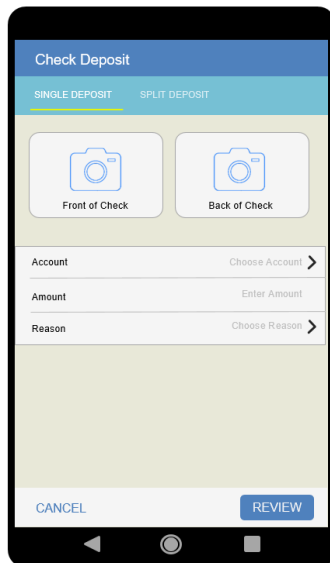 Check Deposit
SINGLE DEPOSIT SPLIT DEPOSIT
Front of Check Back of Check
Account Choose Account
Amount Enter Amount
Reason Choose Reason
CANCEL REVIEW